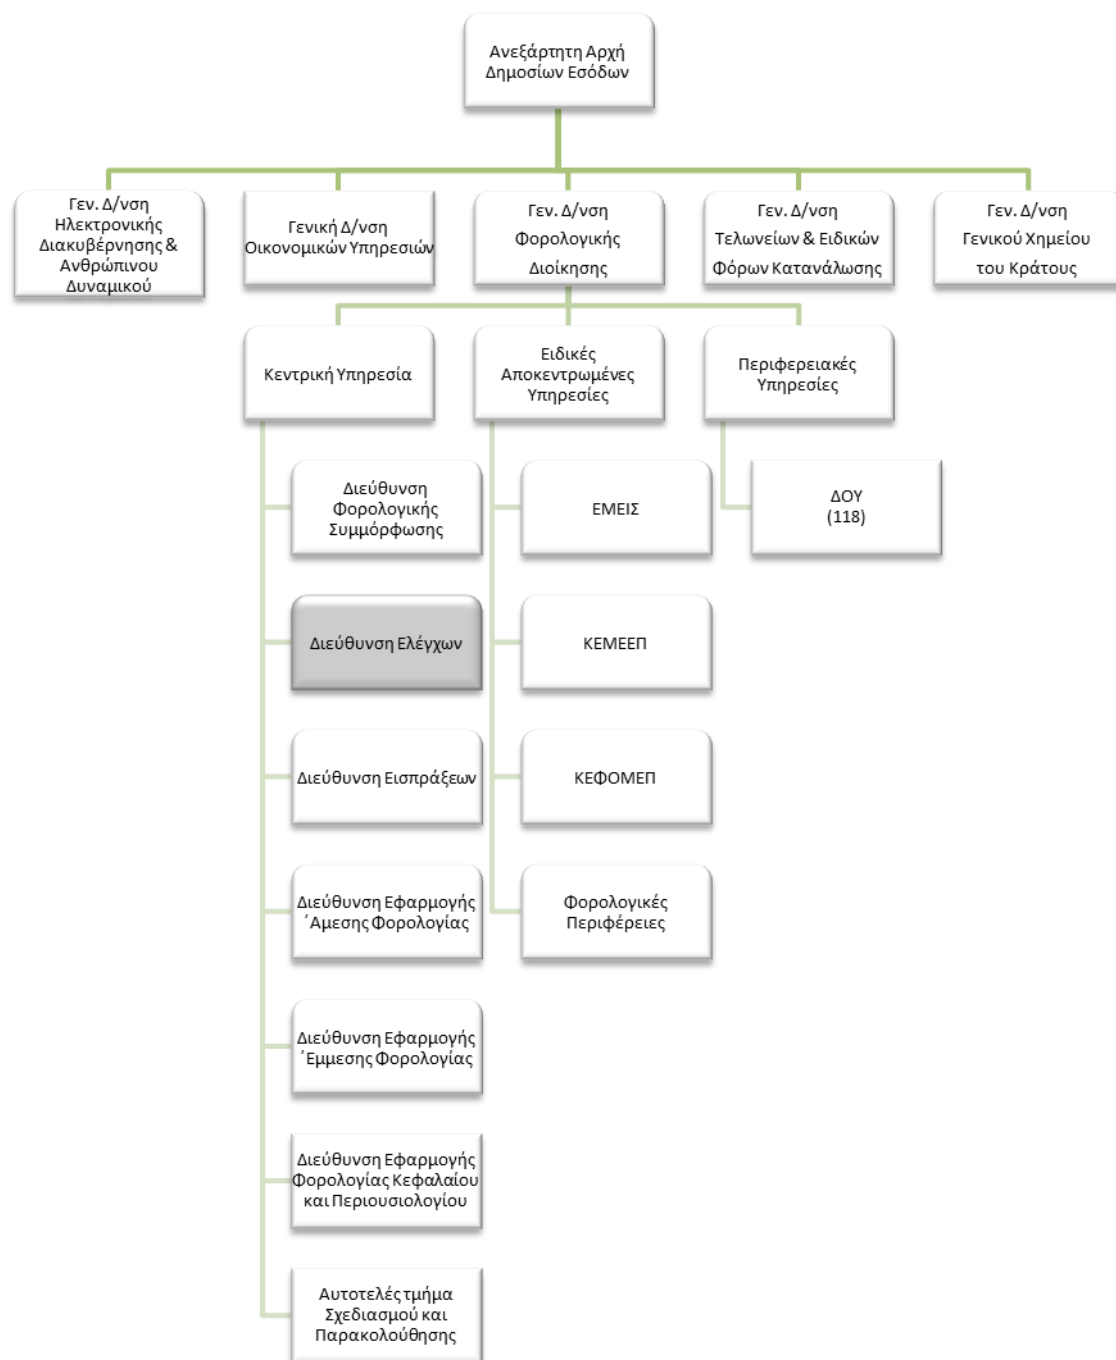 Ανεξάρτητη Αρχή
Δημοσίων Εσόδων
Γεν. Δ/νση
Ηλεκτρονικής
Διακυβέρνησης &
Ανθρώπινου
Δυναμικού
Γενική Δ/νση
Οικονομικών Υπηρεσιών
Γεν. Δ/νση
Φορολογικής
Διοίκησης
Γεν. Δ/νση
Τελωνείων & Ειδικών
Φόρων Κατανάλωσης
Γεν. Δ/νση
Γενικού Χημείου
του Κράτους
Κεντρική Υπηρεσία
Ειδικές
Αποκεντρωμένες
Υπηρεσίες
Περιφερειακές
Υπηρεσίες
Διεύθυνση
Φορολογικής
Συμμόρφωσης
ΕΜΕΙΣ
ΔΟΥ
(118)
Διεύθυνση Ελέγχων
ΚΕΜΕΕΠ
Διεύθυνση Εισπράξεων
ΚΕΦΟΜΕΠ
Διεύθυνση Εφαρμογής
΄Αμεσης Φορολογίας
Φορολογικές
Περιφέρειες
Διεύθυνση Εφαρμογής
΄Εμμεσης Φορολογίας
Διεύθυνση Εφαρμογής
Φορολογίας Κεφαλαίου
και Περιουσιολογίου
Αυτοτελές τμήμα
Σχεδιασμού και
Παρακολούθησης